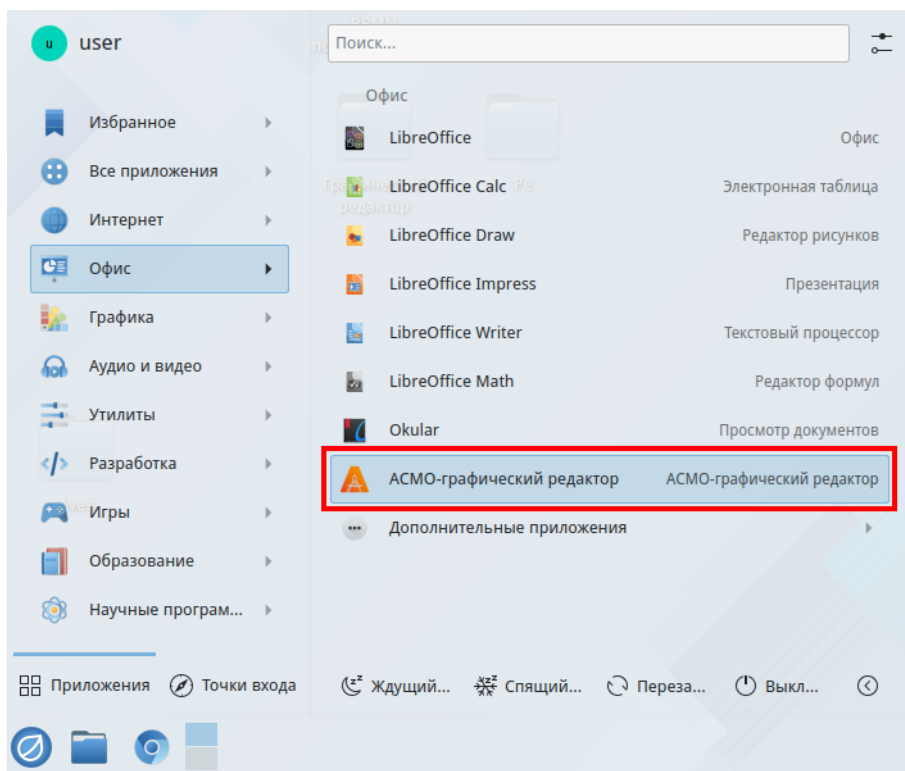 u user
Поиск...
Избранное
Все приложения
Интернет
Офис
Графика
Аудио и видео
Утилиты
Разработка
Игры
Образование
Научные програм...
Офис
LibreOffice Офис
LibreOffice Calc Электронная таблица
LibreOffice Draw Редактор рисунков
LibreOffice Impress Презентация
LibreOffice Writer Текстовый процессор
LibreOffice Math Редактор формул
Okular Просмотр документов
АСМО-графический редактор АСМО-графический редактор
Дополнительные приложения
редактор
Приложения Точки входа Ждущий... Спящий... Переза... Выкл...